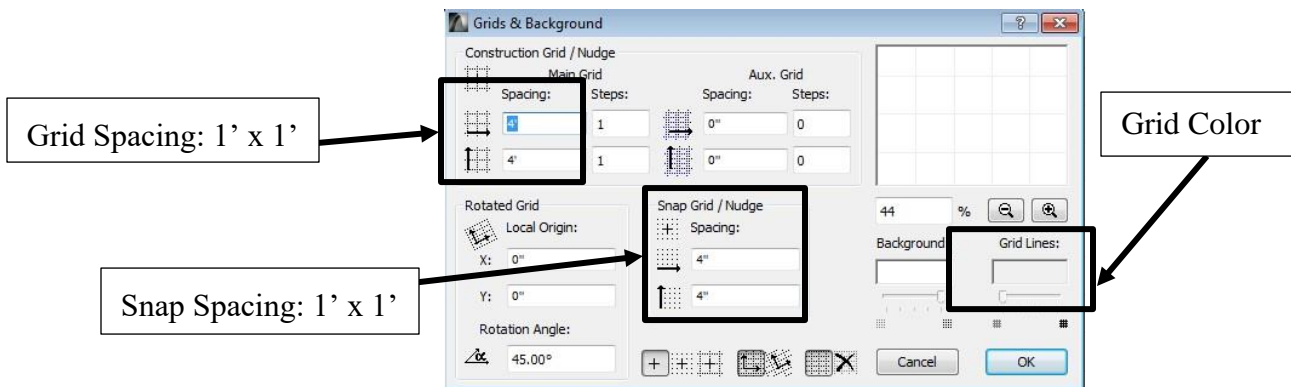 Grids & Background
Construction Grid / Nudge
Main Grid
Aux. Grid
Spacing:
Steps:
Spacing:
Steps:
4'
1
0"
0
4'
1
0"
0
Grid Spacing: 1’ x 1’
Grid Color
Rotated Grid
Local Origin:
X: 0"
Y: 0"
Rotation Angle:
α
45.00°
Snap Grid / Nudge
Spacing:
4"
4"
Snap Spacing: 1’ x 1’
44 %
Background
Grid Lines:
Cancel
OK